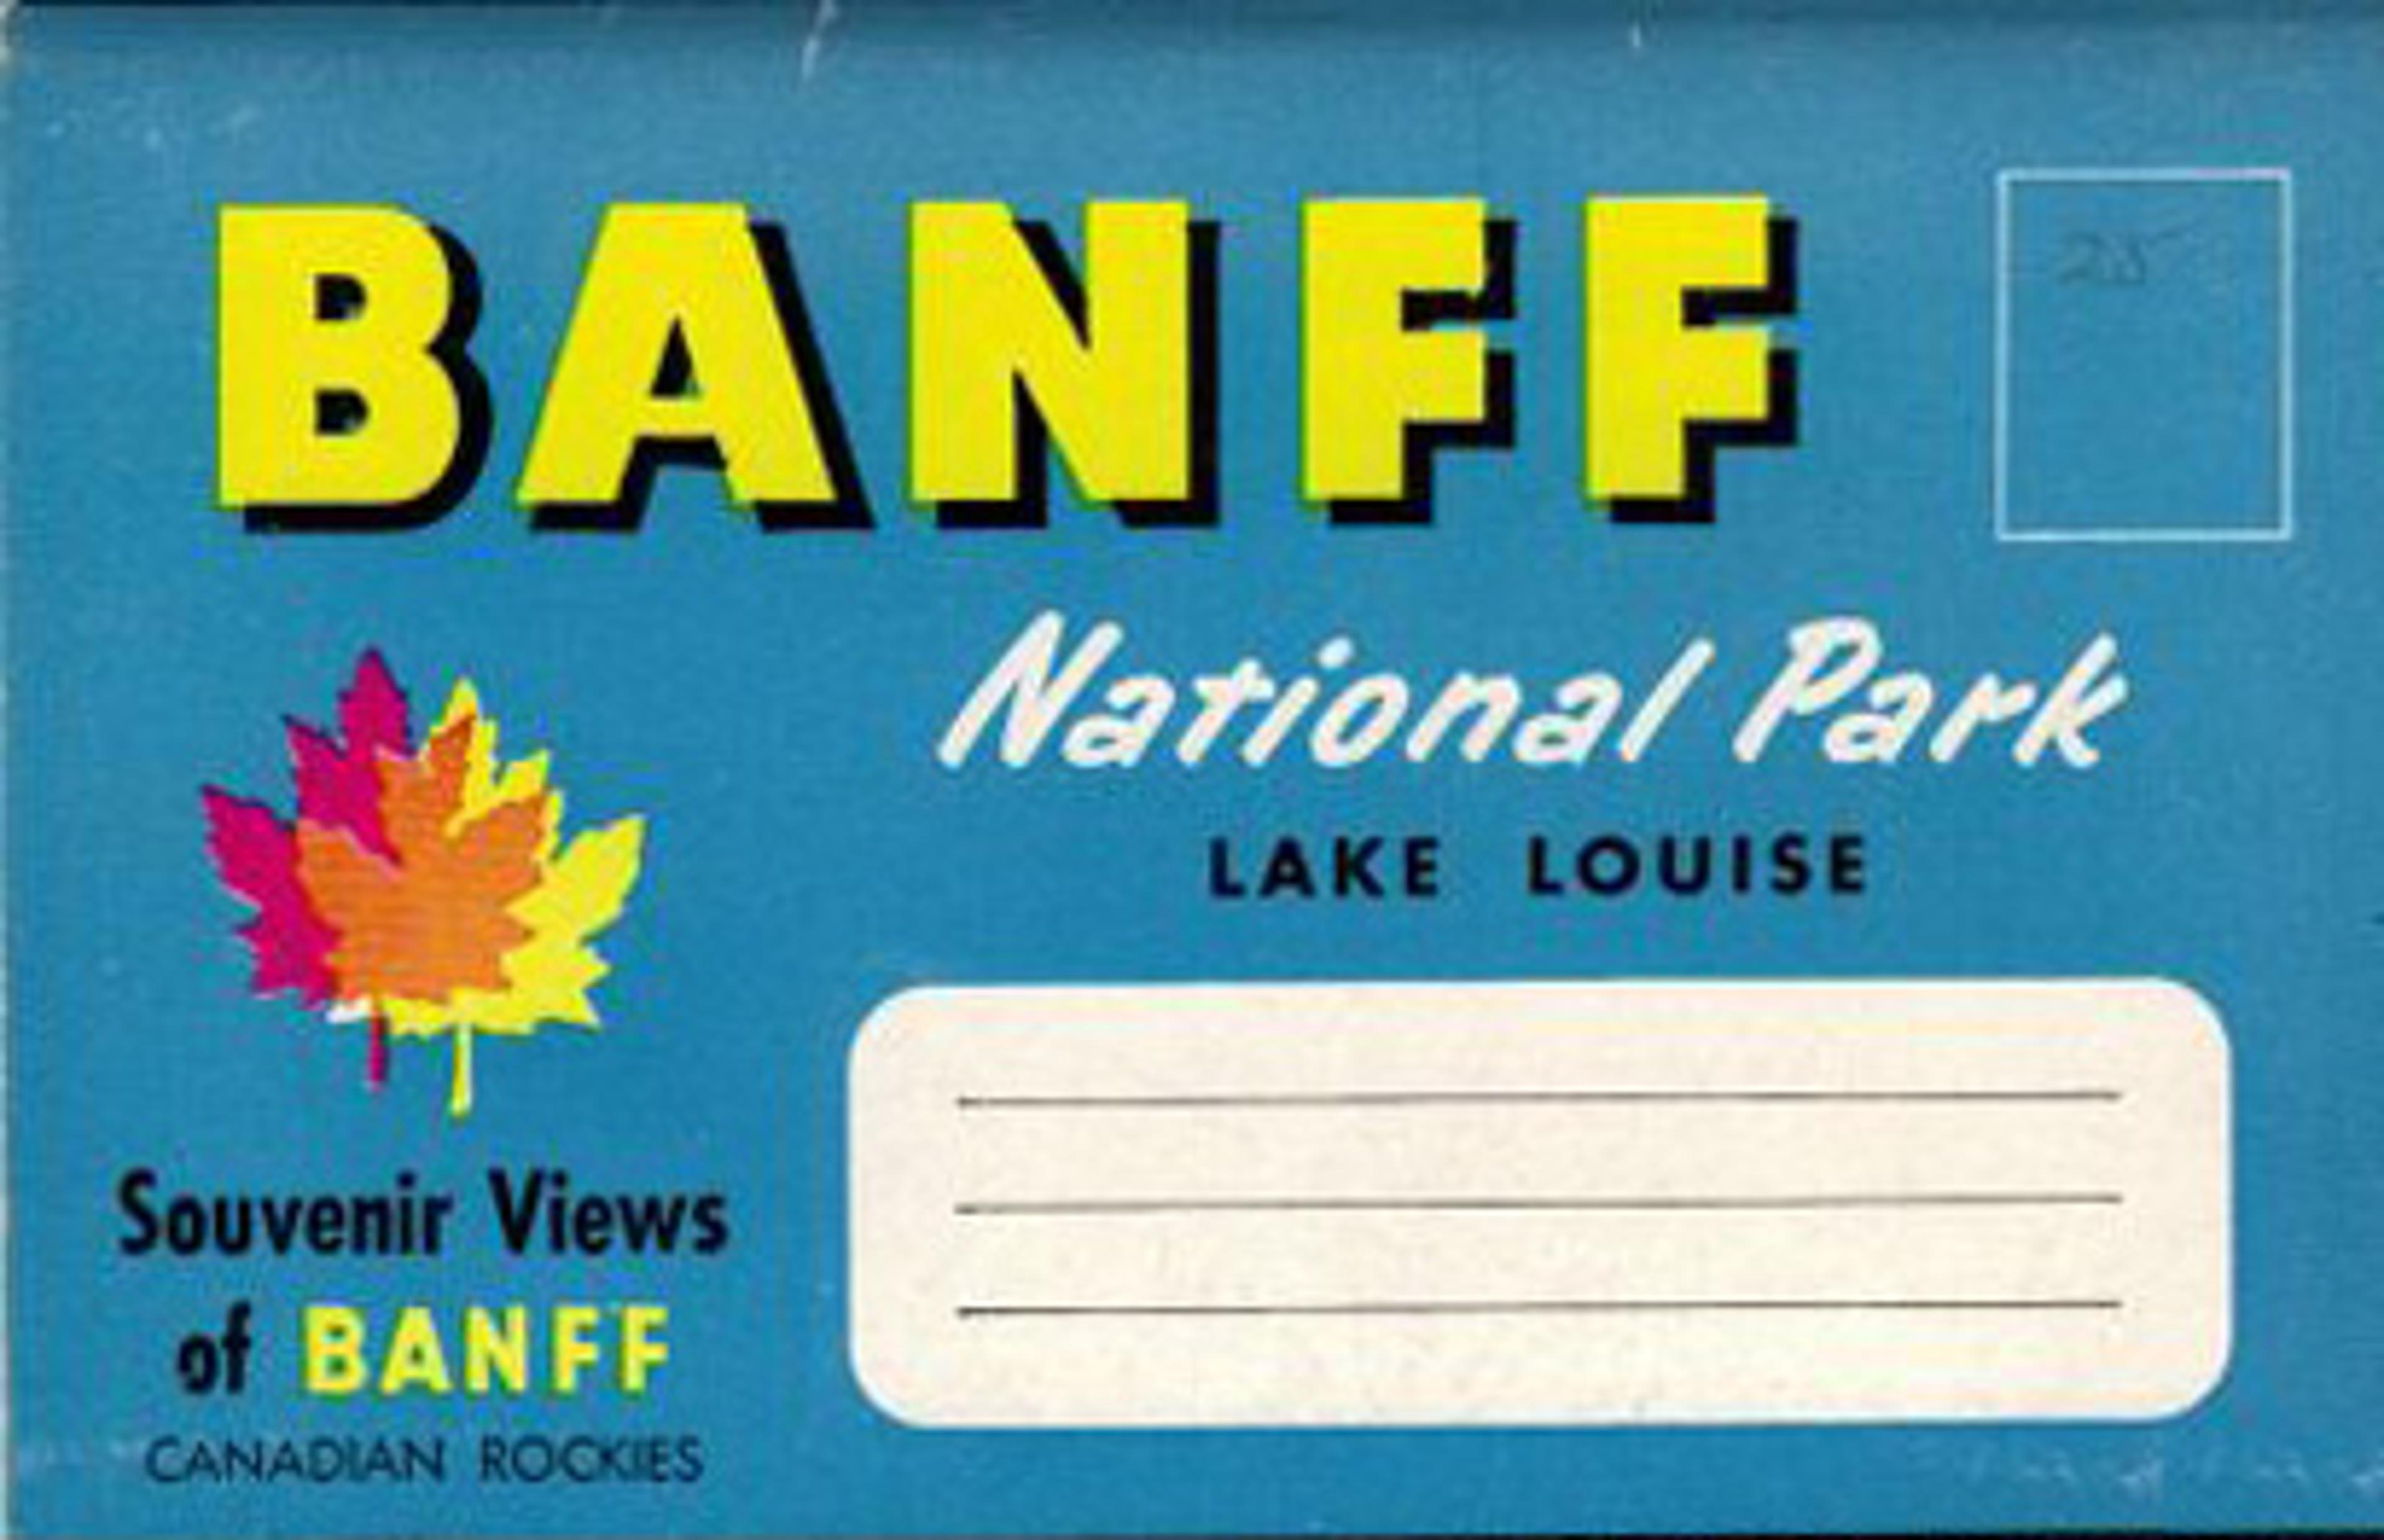 BANFF
National Park
LAKE LOUISE
Souvenir Views
of BANFF
CANADIAN ROCKIES